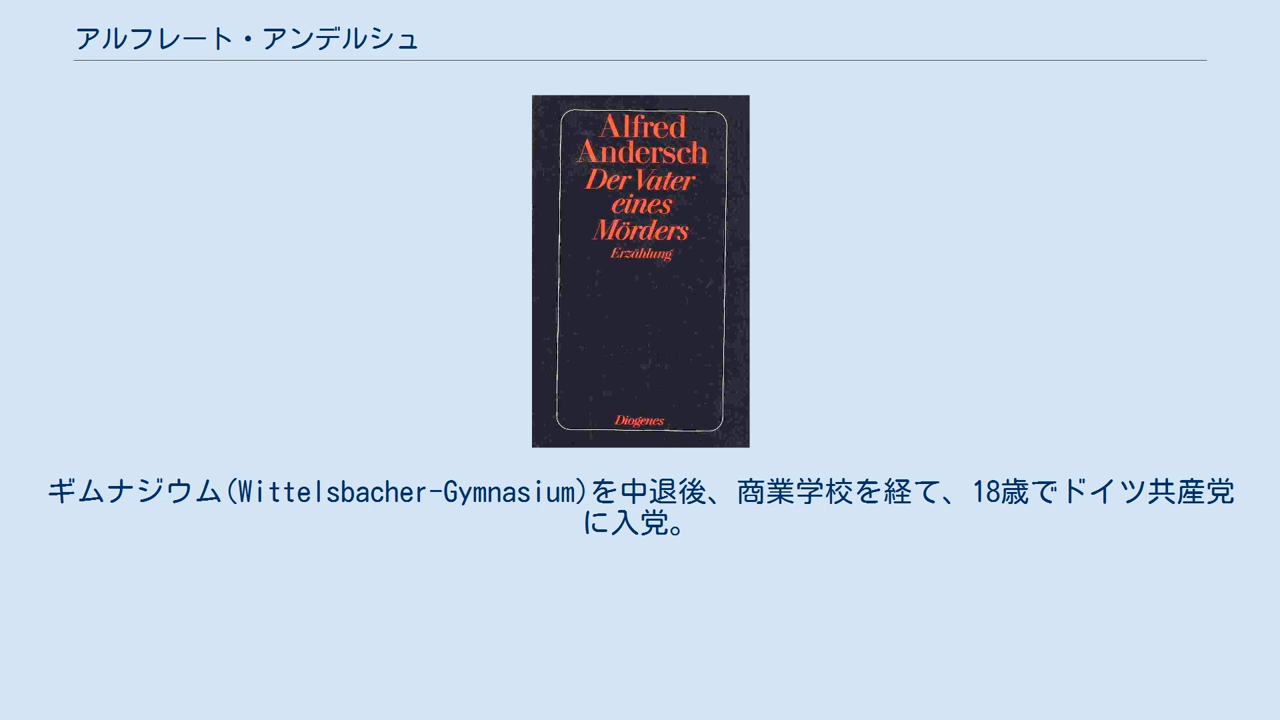 アルフレート・アンデルシュ
Alfred
Andersch
Der Vater
eines
Mörders
Erzählung
Diogenes
ギムナジウム(Wittelsbacher-Gymnasium)を中退後、商業学校を経て、18歳でドイツ共産党
に入党。